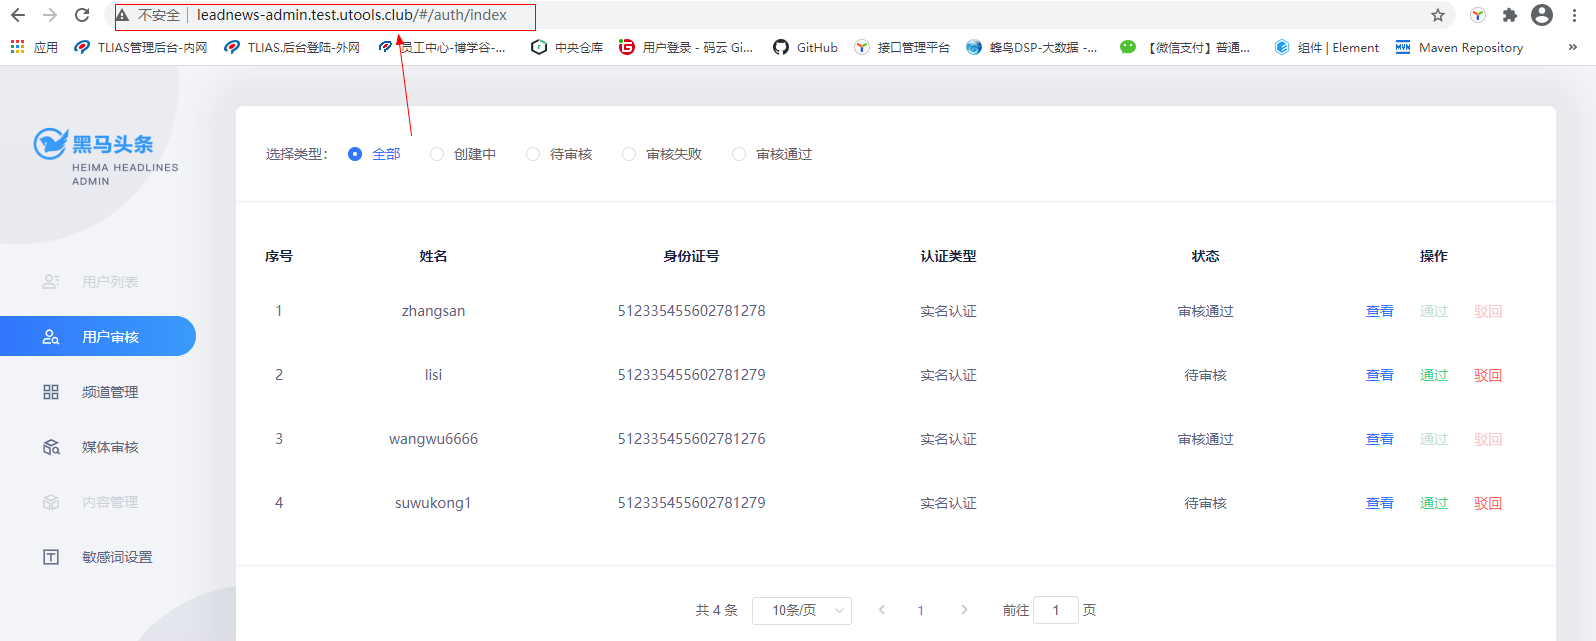 不安全 | leadnews-admin.test.utools.club/#/auth/index
应用 TLIAS管理后台-内网 TLIAS.后台登陆-外网 员工中心-博学谷-... 中央仓库 用户登录 - 码云 Gi... GitHub 接口管理平台 蜂鸟DSP-大数据 -... 【微信支付】普通... 组件 | Element Maven Repository »
黑马头条
HEIMA HEADLINES
ADMIN
用户列表
用户审核
频道管理
媒体审核
内容管理
敏感词设置
选择类型： 全部 创建中 待审核 审核失败 审核通过
序号 姓名 身份证号 认证类型 状态 操作
1 zhangsan 512335455602781278 实名认证 审核通过 查看 通过 驳回
2 lisi 512335455602781279 实名认证 待审核 查看 通过 驳回
3 wangwu6666 512335455602781276 实名认证 审核通过 查看 通过 驳回
4 suwukong1 512335455602781279 实名认证 待审核 查看 通过 驳回
共 4 条 10条/页 1 前往 1 页